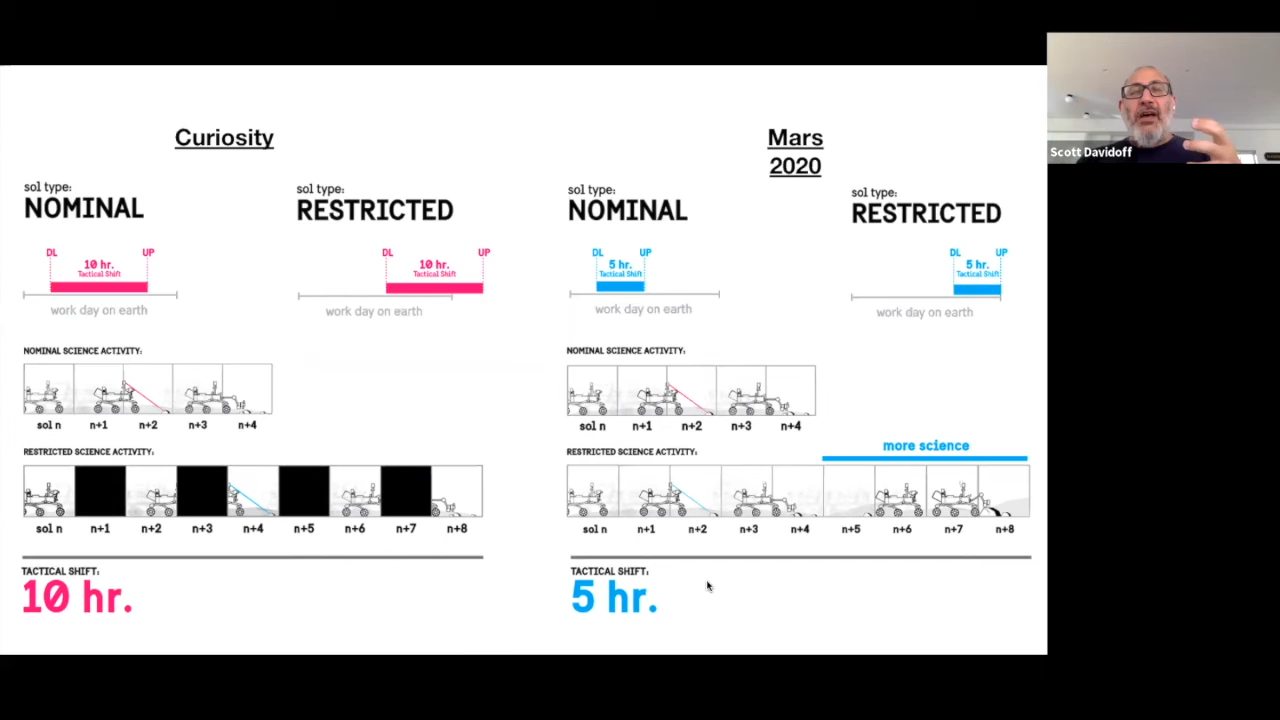 Curiosity
sol type:
NOMINAL
DL
UP
10 hr.
Tactical Shift
work day on earth
sol type:
RESTRICTED
DL
UP
10 hr.
Tactical Shift
work day on earth
NOMINAL SCIENCE ACTIVITY:
sol n n+1 n+2 n+3 n+4
RESTRICTED SCIENCE ACTIVITY:
sol n n+1 n+2 n+3 n+4 n+5 n+6 n+7 n+8
TACTICAL SHIFT:
10 hr.
Mars
2020
sol type:
NOMINAL
DL
UP
5 hr.
Tactical Shift
work day on earth
sol type:
RESTRICTED
DL
UP
5 hr.
Tactical Shift
work day on earth
NOMINAL SCIENCE ACTIVITY:
sol n n+1 n+2 n+3 n+4
more science
RESTRICTED SCIENCE ACTIVITY:
sol n n+1 n+2 n+3 n+4 n+5 n+6 n+7 n+8
TACTICAL SHIFT:
5 hr.
Scott Davidoff